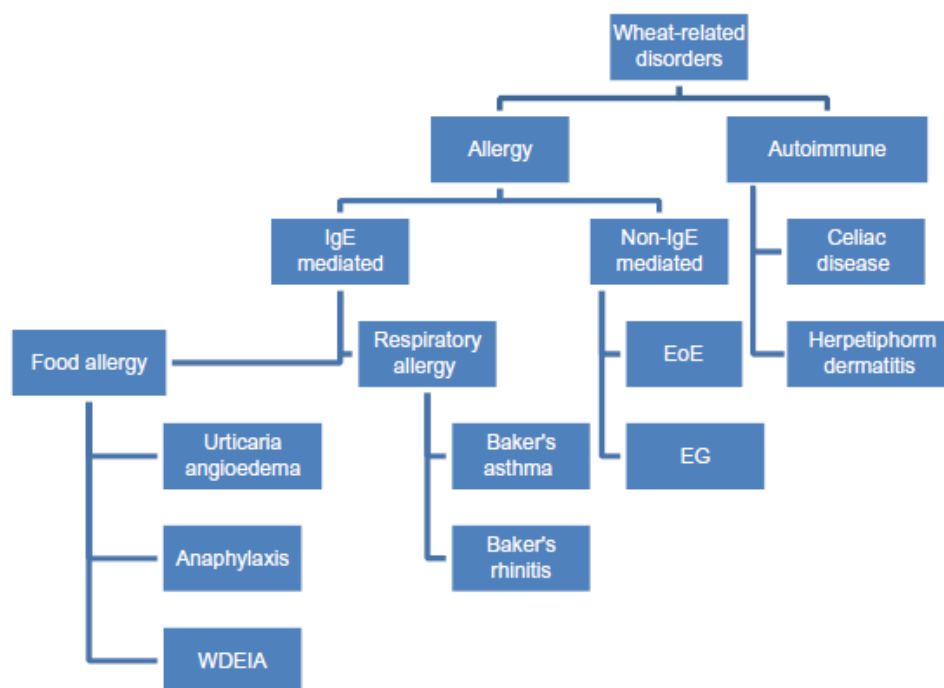 Wheat-related
disorders
Allergy
Autoimmune
IgE
mediated
Non-IgE
mediated
Celiac
disease
Food allergy
Respiratory
allergy
EoE
Herpetiphorm
dermatitis
Urticaria
angioedema
Baker's
asthma
EG
Anaphylaxis
Baker's
rhinitis
WDEIA